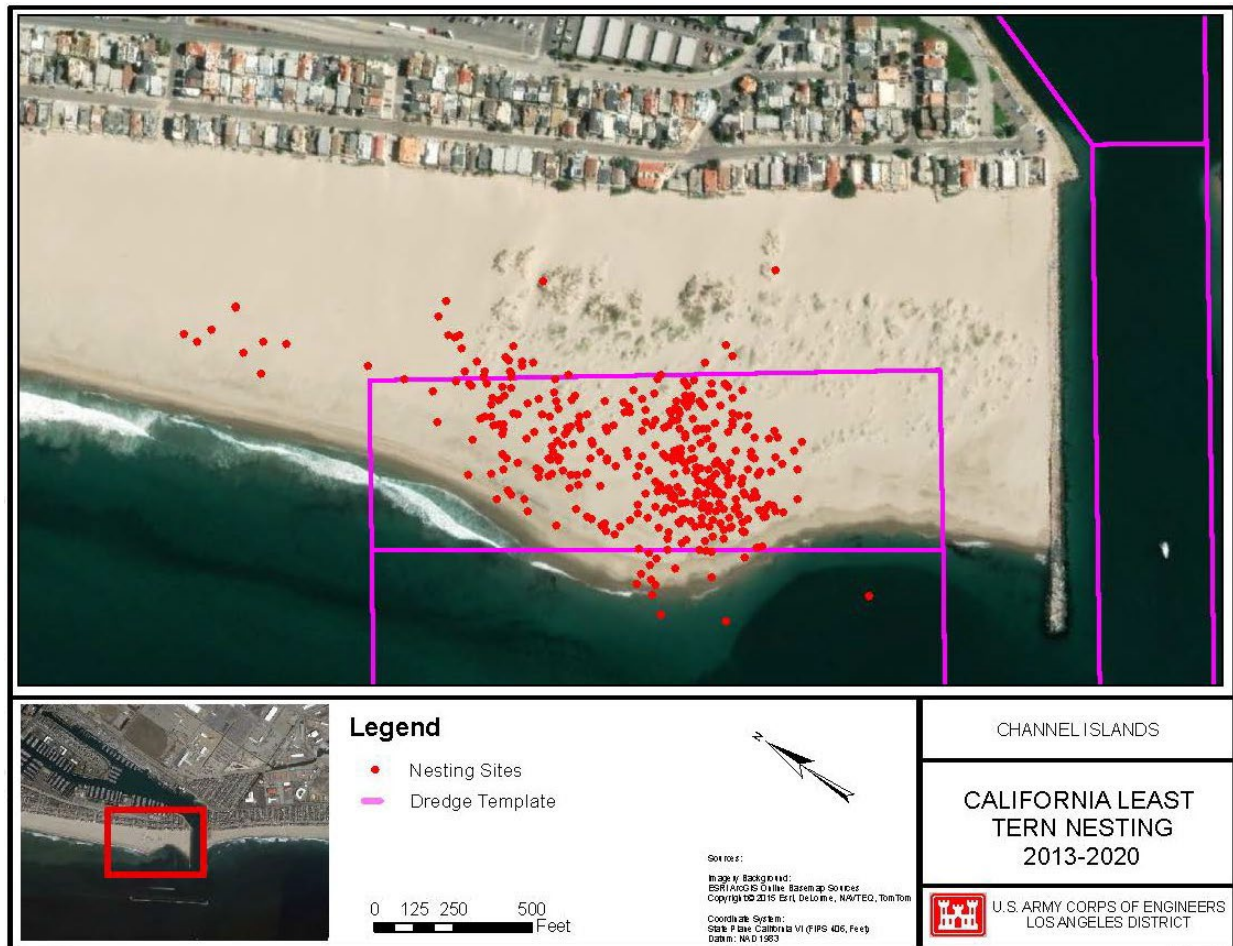 Legend
Nesting Sites
Dredge Template
0 125 250 500
Feet
N
Sources:
Imagery Background:
ESRI ArcGIS Online Basemap Sources
Copyright:© 2015 Esri, DeLorme, NAVTEQ, TomTom
Coordinate System:
State Plane California VI (FIPS 406, Feet)
Datum: NAD 1983
CHANNEL ISLANDS
CALIFORNIA LEAST
TERN NESTING
2013-2020
U.S. ARMY CORPS OF ENGINEERS
LOS ANGELES DISTRICT